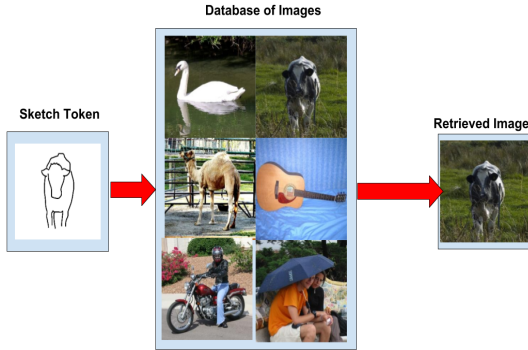 Database of Images
Sketch Token
Retrieved Image